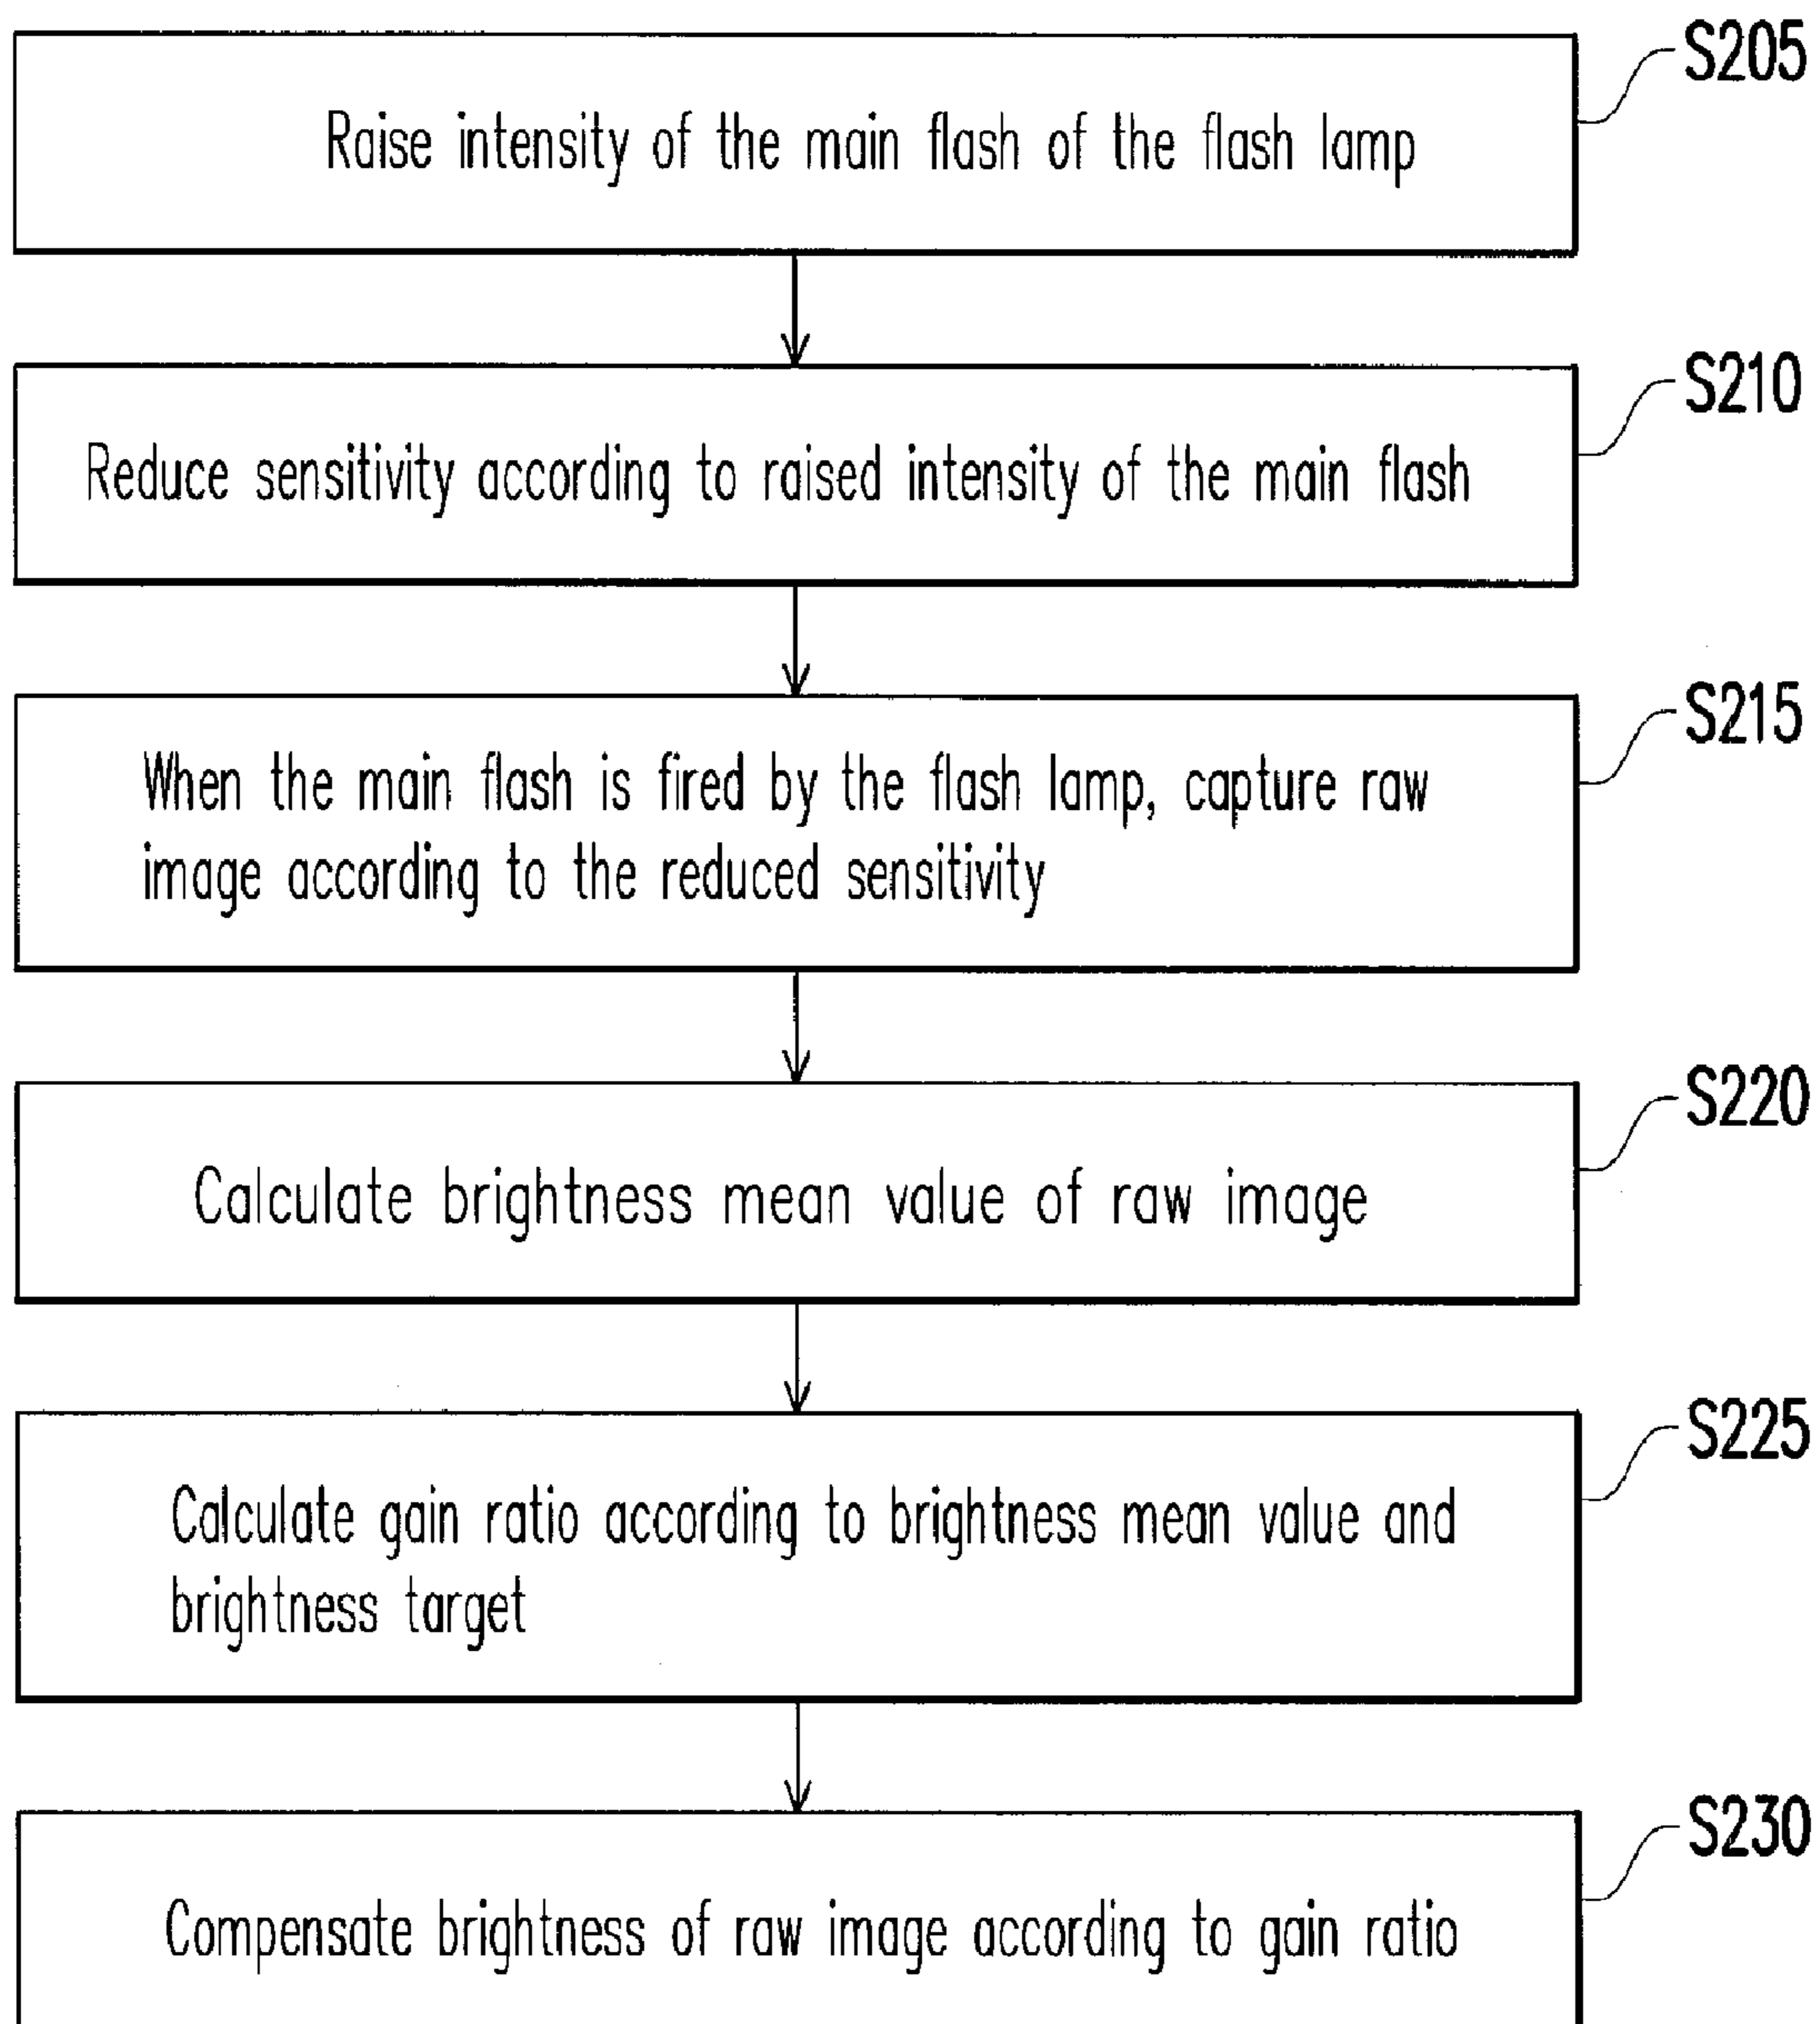 S205
Raise intensity of the main flash of the flash lamp
S210
Reduce sensitivity according to raised intensity of the main flash
S215
When the main flash is fired by the flash lamp, capture raw
image according to the reduced sensitivity
S220
Calculate brightness mean value of raw image
S225
Calculate gain ratio according to brightness mean value and
brightness target
S230
Compensate brightness of raw image according to gain ratio